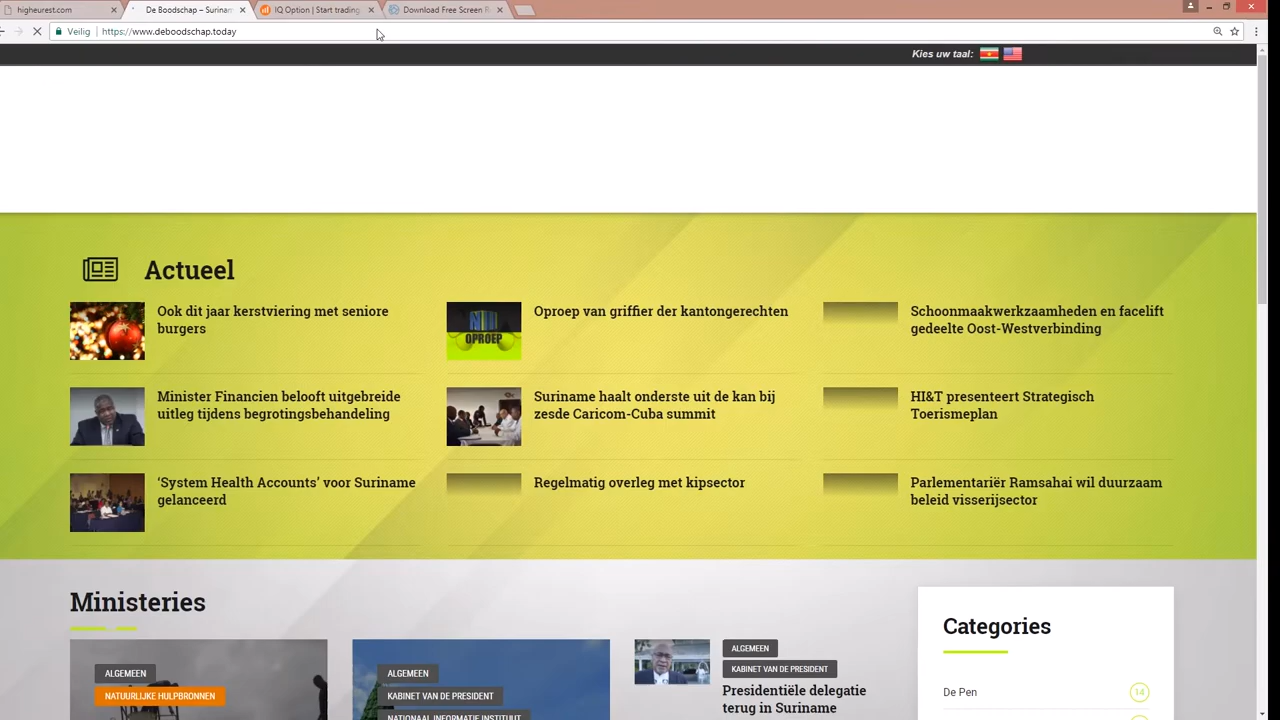 higheurest.com
De Boodschap – Surinam
IQ Option | Start trading
Download Free Screen R
Veilig
https://www.deboodschap.today
Kies uw taal:
Actueel
Ook dit jaar kerstviering met seniore
burgers
Oproep van griffier der kantongerechten
OPROEP
Schoonmaakwerkzaamheden en facelift
gedeelte Oost-Westverbinding
Minister Financien belooft uitgebreide
uitleg tijdens begrotingsbehandeling
Suriname haalt onderste uit de kan bij
zesde Caricom-Cuba summit
HI&T presenteert Strategisch
Toerismeplan
‘System Health Accounts’ voor Suriname
gelanceerd
Regelmatig overleg met kipsector
Parlementariër Ramsahai wil duurzaam
beleid visserijsector
Ministeries
ALGEMEEN
NATUURLIJKE HULPBRONNEN
ALGEMEEN
KABINET VAN DE PRESIDENT
NATIONAAL INFORMATIE INSTITUUT
ALGEMEEN
KABINET VAN DE PRESIDENT
Presidentiële delegatie
terug in Suriname
Categories
De Pen
14